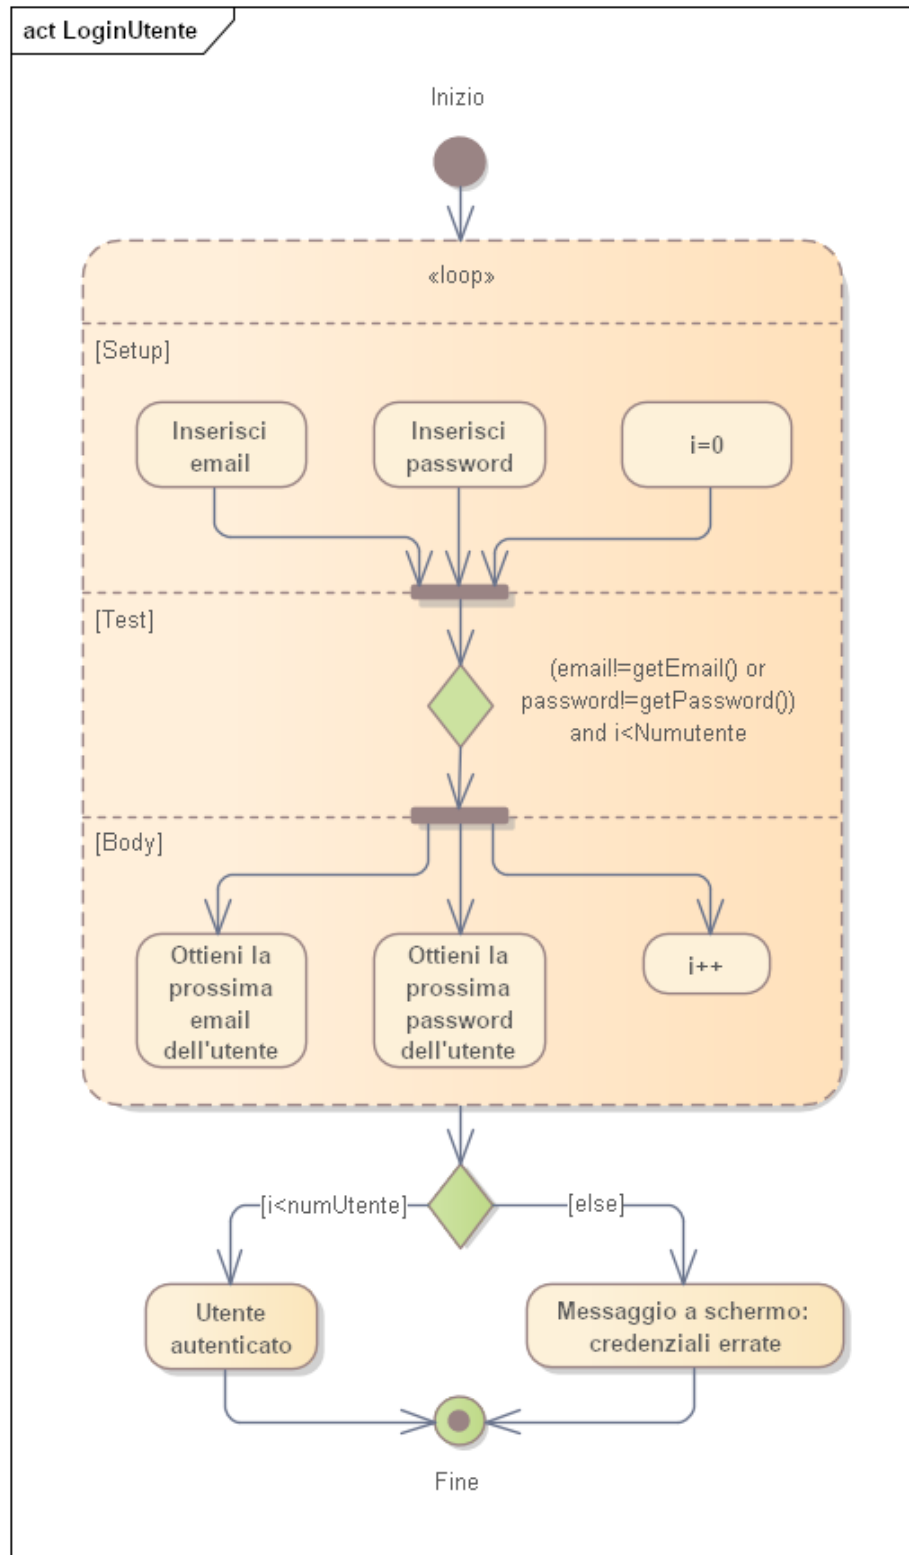 act LoginUtente
Inizio
«loop»
[Setup]
Inserisci
email
Inserisci
password
i=0
[Test]
(email!=getEmail() or
password!=getPassword())
and i<Numutente
[Body]
Ottieni la
prossima
email
dell'utente
Ottieni la
prossima
password
dell'utente
i++
[i<numUtente]
[else]
Utente
autenticato
Messaggio a schermo:
credenziali errate
Fine